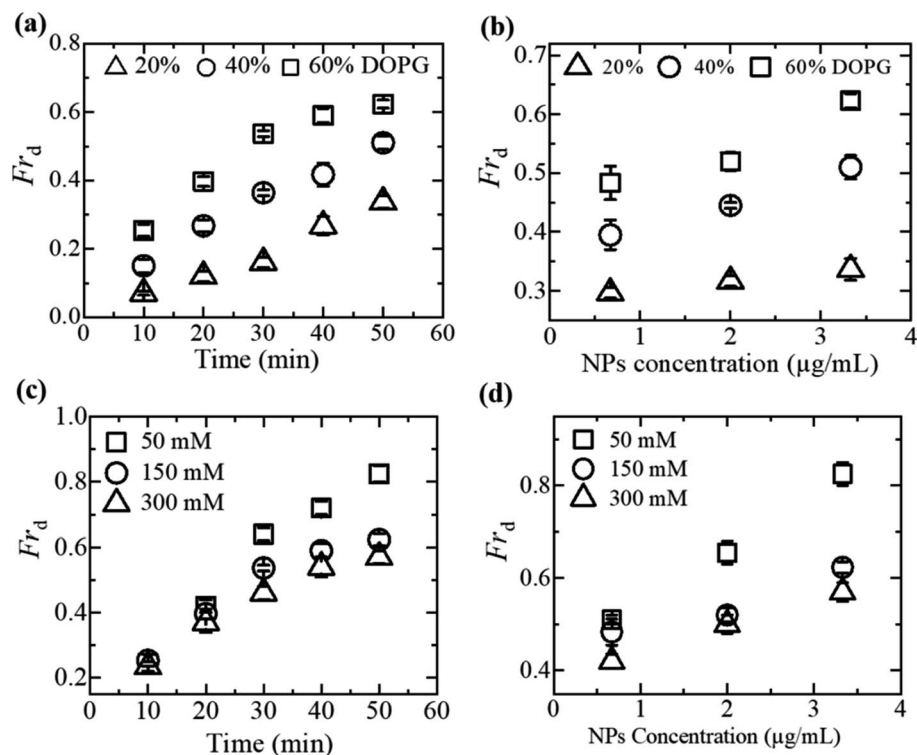 (a)
0.8
0.6
0.4
0.2
0.0
Fr_d
20% 40% 60% DOPG
0 10 20 30 40 50 60
Time (min)
(b)
0.7
0.6
0.5
0.4
0.3
Fr_d
20% 40% 60% DOPG
0 1 2 3 4
NPs concentration (µg/mL)
(c)
1.0
0.8
0.6
0.4
0.2
Fr_d
50 mM
150 mM
300 mM
0 10 20 30 40 50 60
Time (min)
(d)
0.8
0.6
0.4
Fr_d
50 mM
150 mM
300 mM
0 1 2 3 4
NPs Concentration (µg/mL)